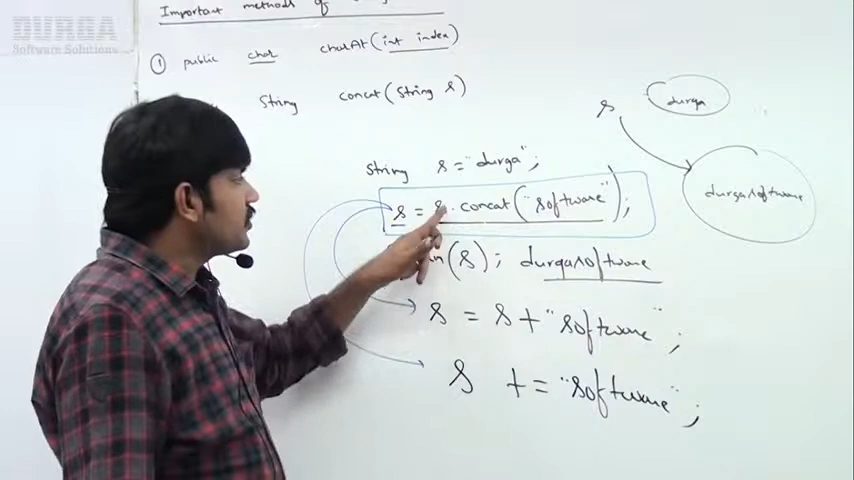 DURGA
Software Solutions
Important methods of
① public char charAt(int index)
String concat(String s)
s durga
String s = "durga";
s = s.concat("software");
durgasoftware
n(s); durgasoftware
s = s + "software";
s += "software";